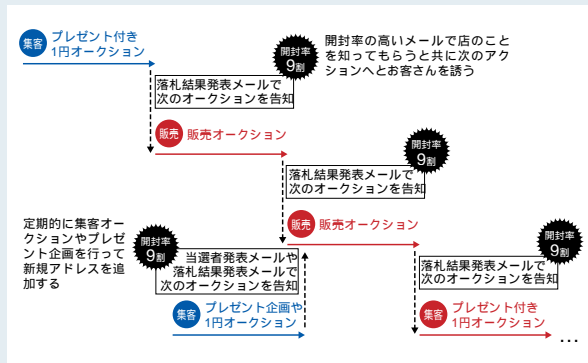 集客
プレゼント付き
1円オークション
開封率
9割
開封率の高いメールで店のこと
を知ってもらうと共に次のアク
ションへとお客さんを誘う
落札結果発表メールで
次のオークションを告知
販売
販売オークション
開封率
9割
落札結果発表メールで
次のオークションを告知
販売
販売オークション
定期的に集客オー
クションやプレゼ
ント企画を行って
新規アドレスを追
加する
開封率
9割
当選者発表メールや
落札結果発表メールで
次のオークションを告知
集客
プレゼント企画や
1円オークション
開封率
9割
落札結果発表メールで
次のオークションを告知
集客
プレゼント付き
1円オークション
…